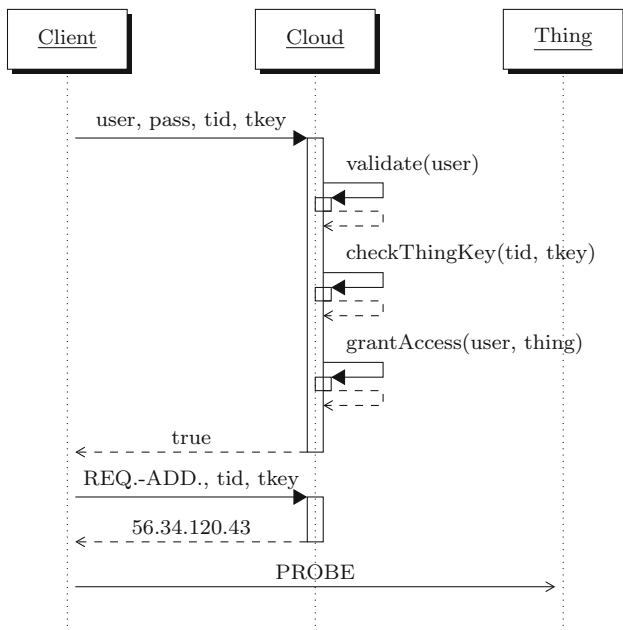 Client
Cloud
Thing
user, pass, tid, tkey
validate(user)
checkThingKey(tid, tkey)
grantAccess(user, thing)
true
REQ.-ADD., tid, tkey
56.34.120.43
PROBE